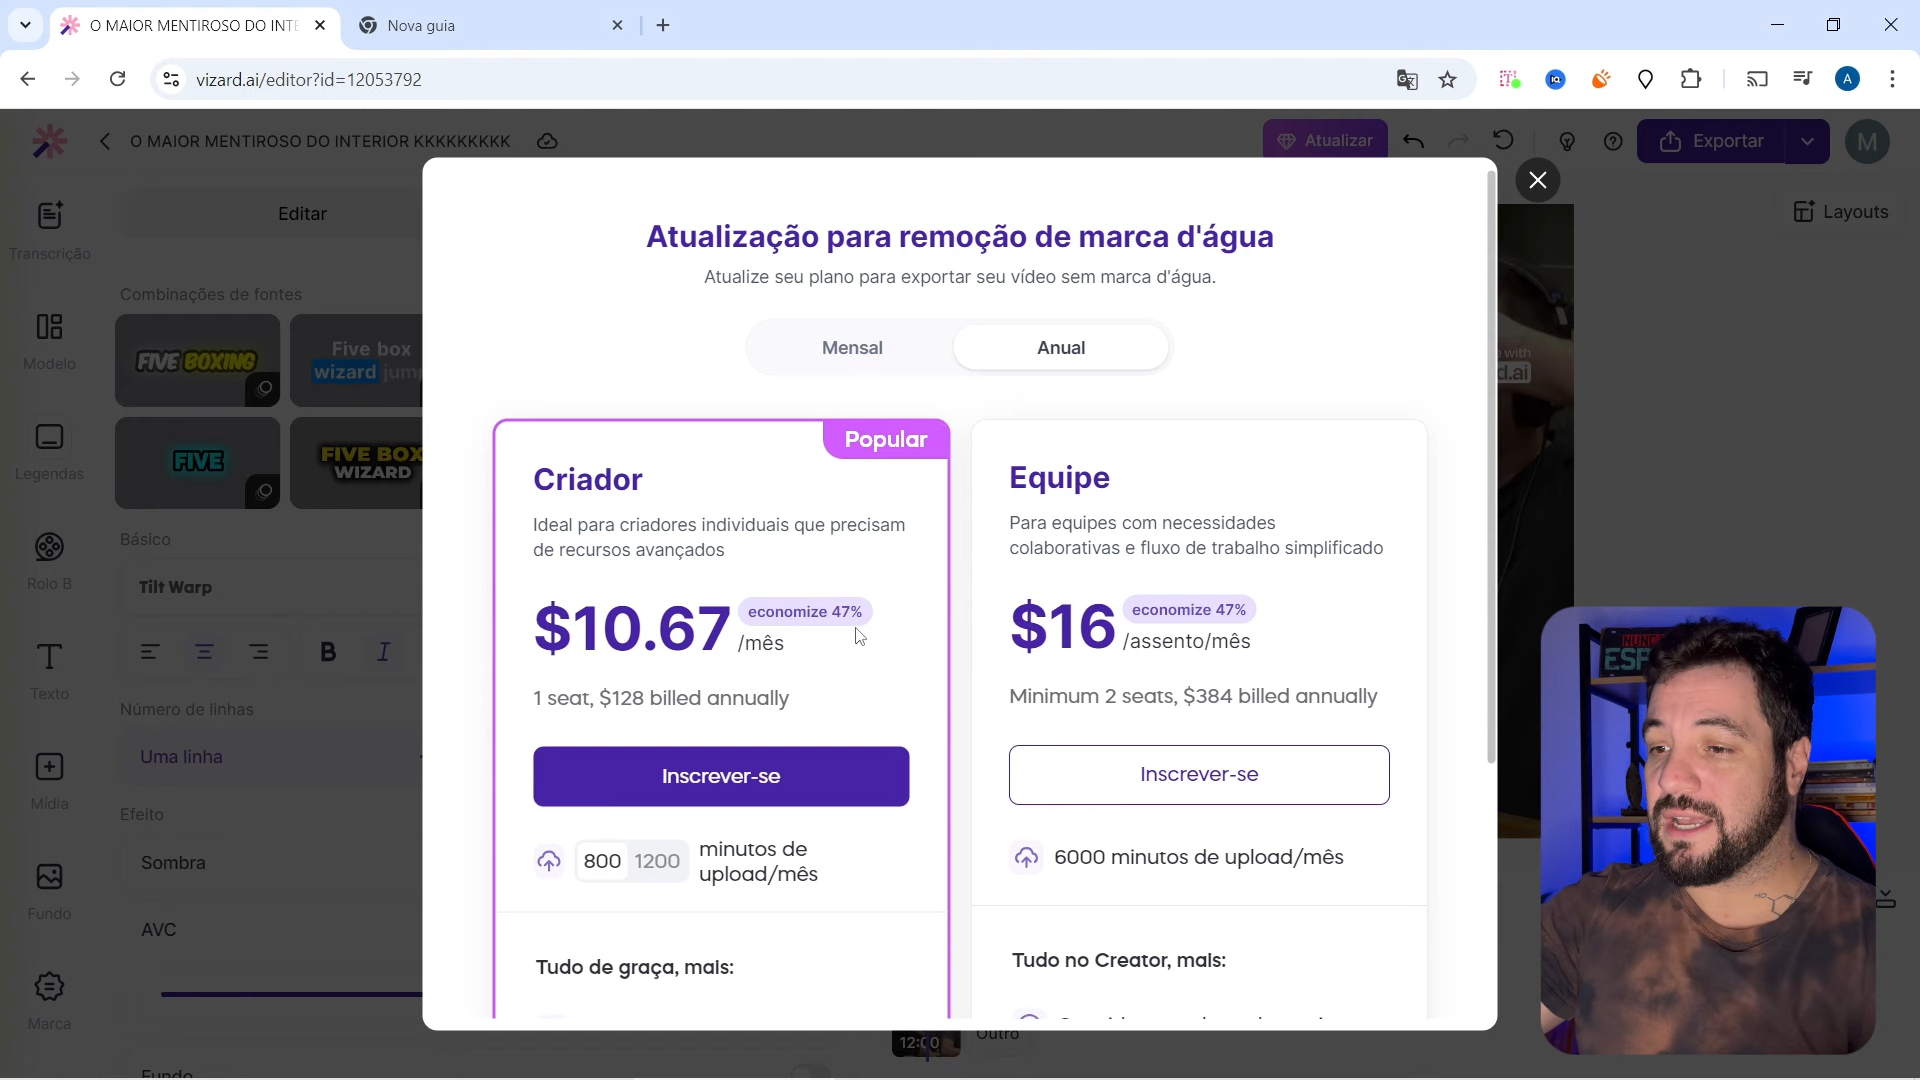 O MAIOR MENTIROSO DO INTE
Nova guia
vizard.ai/editor?id=12053792
A
O MAIOR MENTIROSO DO INTERIOR KKKKKKKKK
Atualizar
Exportar
M
Transcrição
Modelo
Legendas
Rolo B
Texto
Mídia
Fundo
Marca
Editar
Combinações de fontes
FIVE BOXING
Five box
wizard jump
FIVE
FIVE BOX
WIZARD
Básico
Tilt Warp
B I
Número de linhas
Uma linha
Efeito
Sombra
AVC
Fundo
Layouts
Atualização para remoção de marca d'água
Atualize seu plano para exportar seu vídeo sem marca d'água.
Mensal
Anual
Popular
Criador
Ideal para criadores individuais que precisam
de recursos avançados
$10.67
economize 47%
/mês
1 seat, $128 billed annually
Inscrever-se
800 1200
minutos de
upload/mês
Tudo de graça, mais:
Equipe
Para equipes com necessidades
colaborativas e fluxo de trabalho simplificado
$16
economize 47%
/assento/mês
Minimum 2 seats, $384 billed annually
Inscrever-se
6000 minutos de upload/mês
Tudo no Creator, mais:
with
d.ai
12:00
Outro